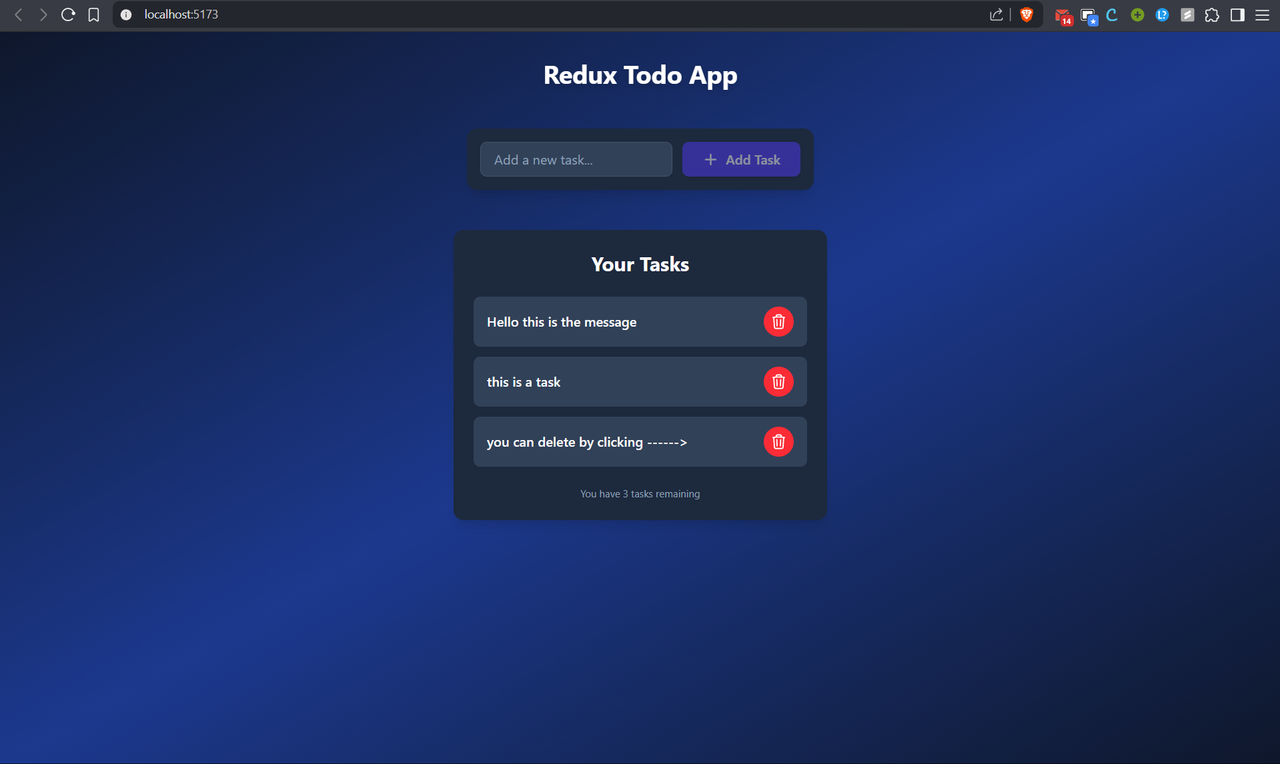 localhost:5173
14
Redux Todo App
Add a new task...
Add Task
Your Tasks
Hello this is the message
this is a task
you can delete by clicking ------>
You have 3 tasks remaining